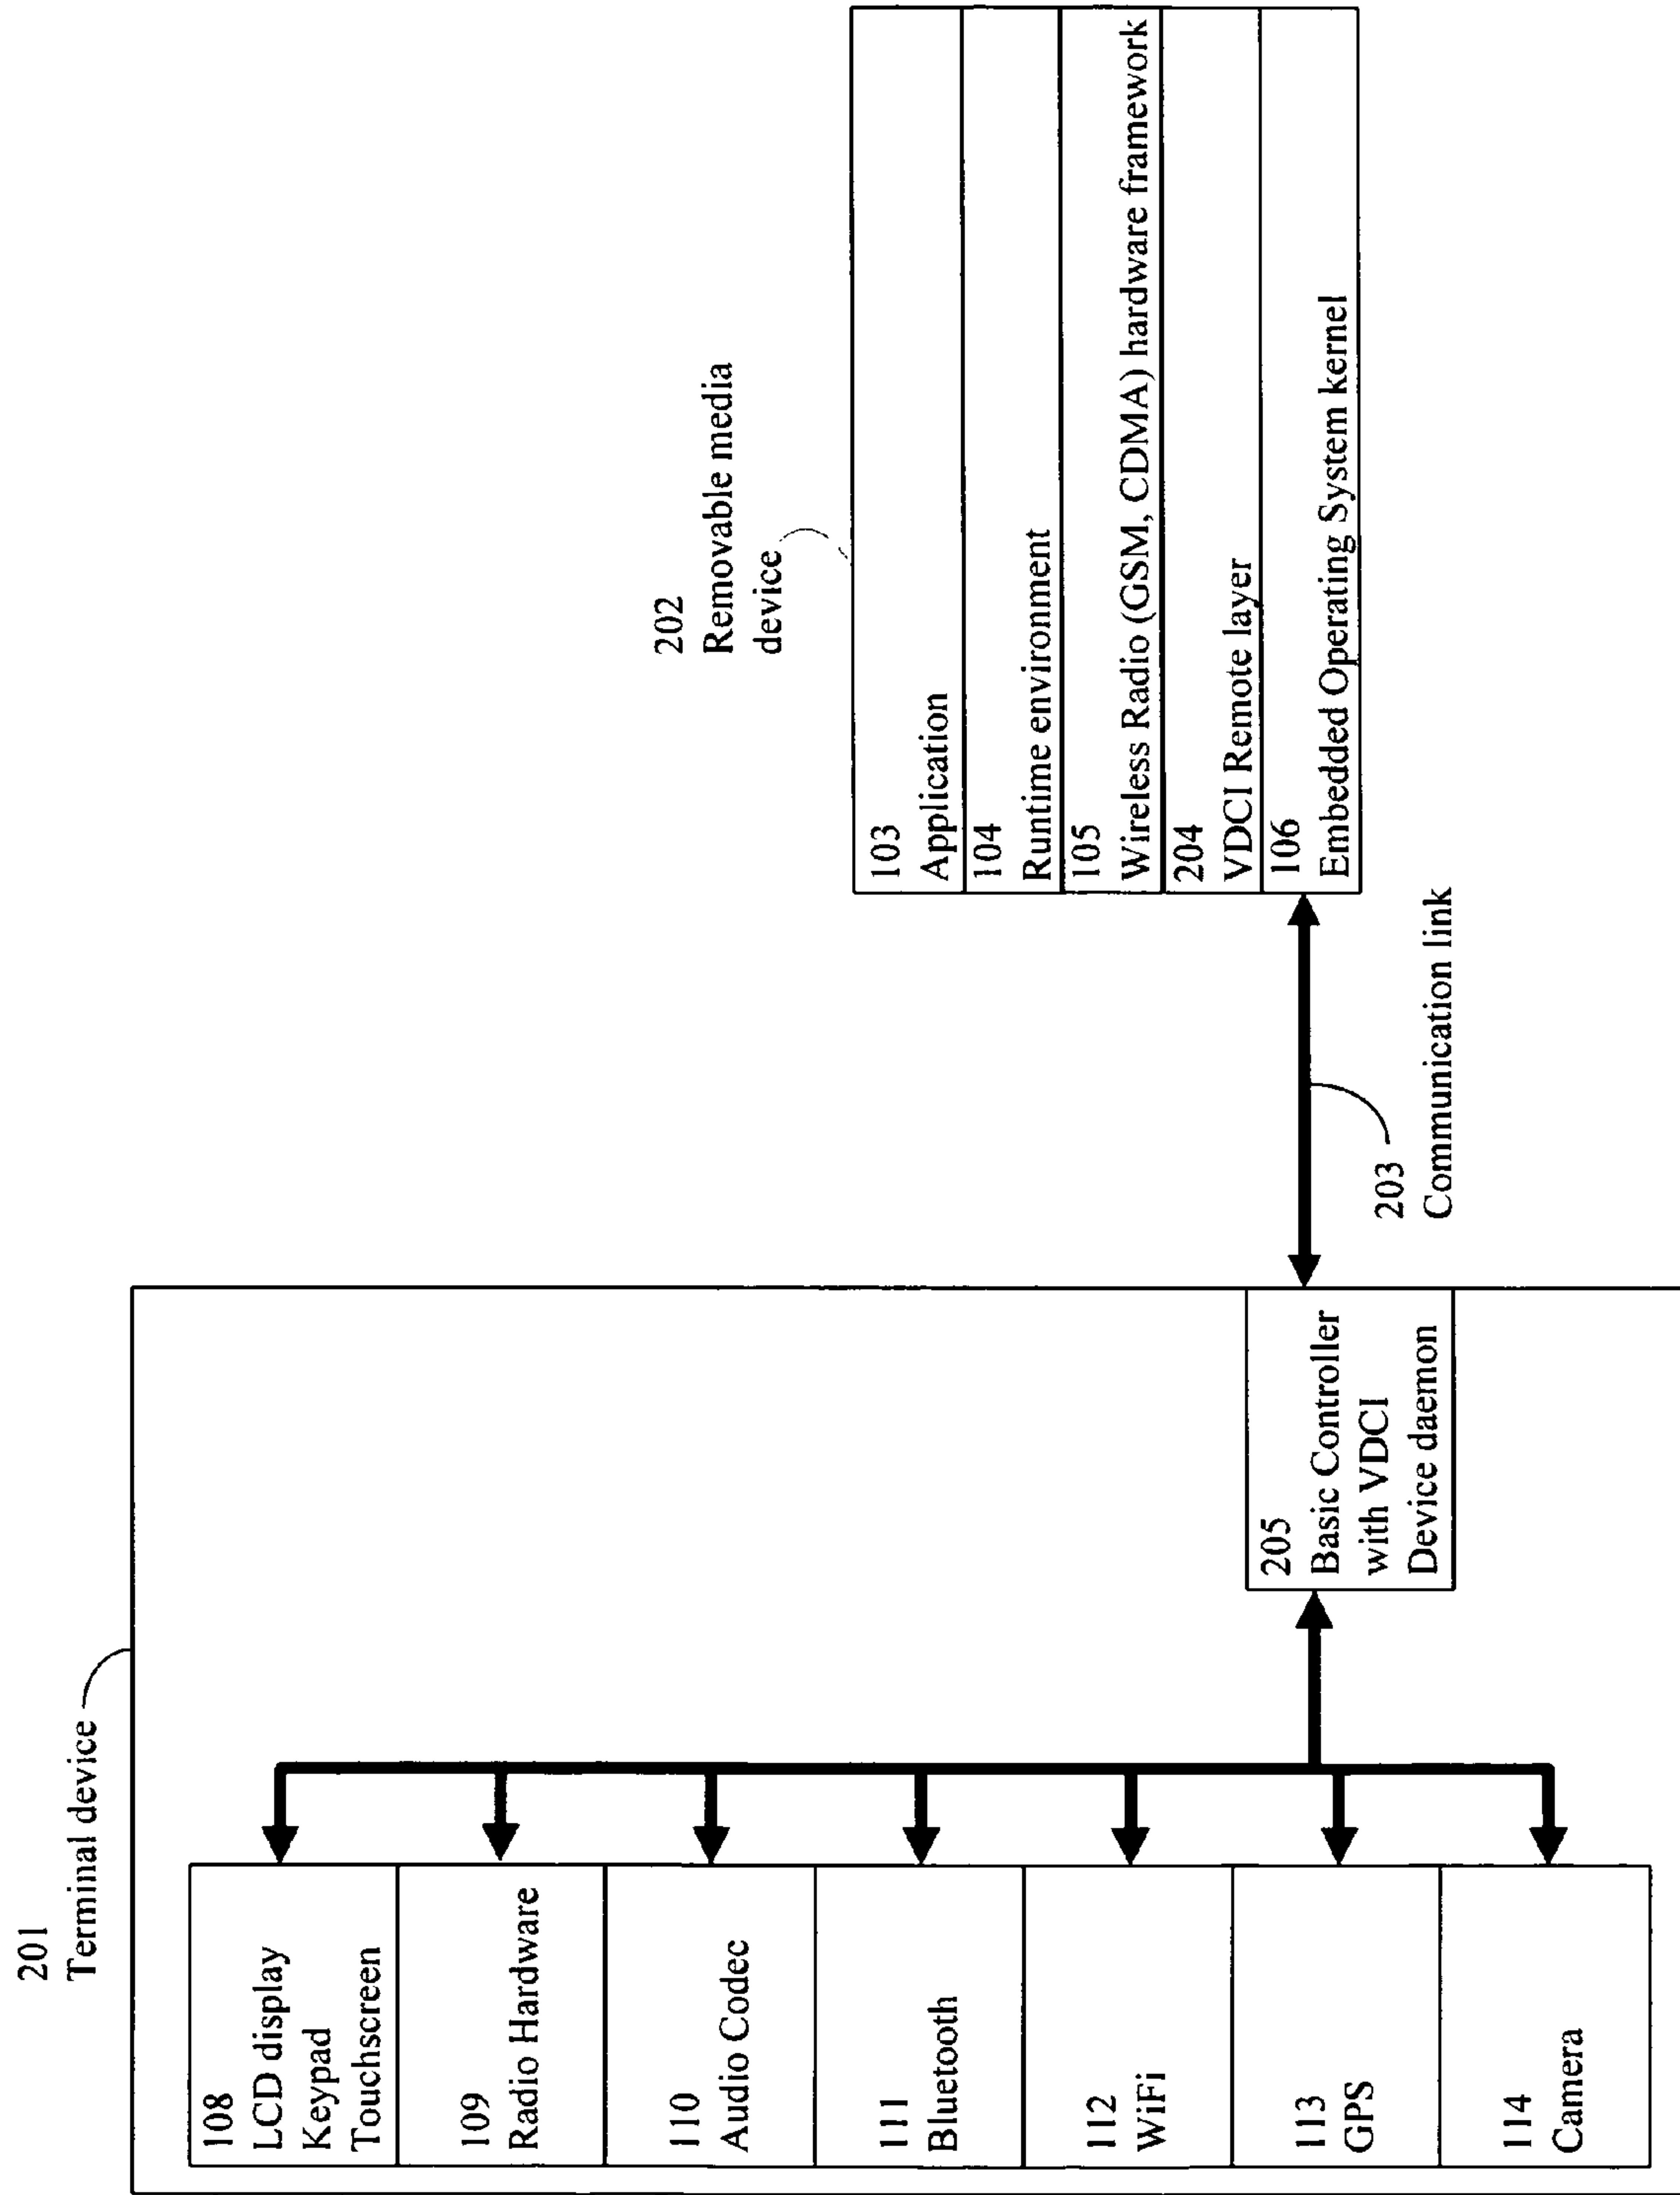 201
Terminal device
108
LCD display
Keypad
Touchscreen
109
Radio Hardware
110
Audio Codec
111
Bluetooth
112
WiFi
113
GPS
114
Camera
205
Basic Controller
with VDCI
Device daemon
203
Communication link
202
Removable media
device
103
Application
104
Runtime environment
105
Wireless Radio (GSM, CDMA) hardware framework
204
VDCI Remote layer
106
Embedded Operating System kernel